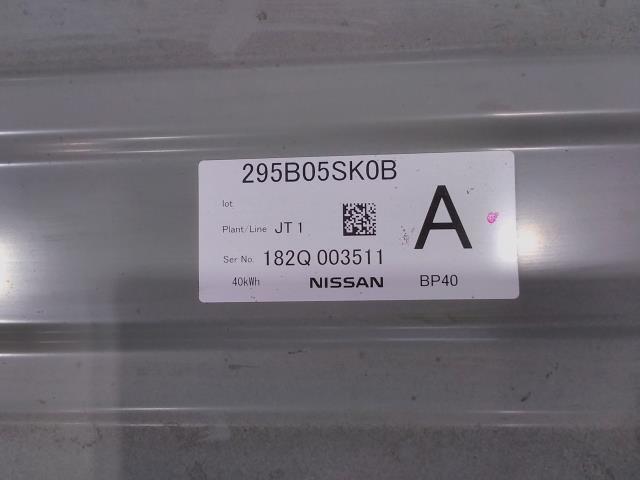 295B05SK0B
lot
Plant/Line JT 1
A
Ser No. 182Q 003511
40kWh NISSAN BP40